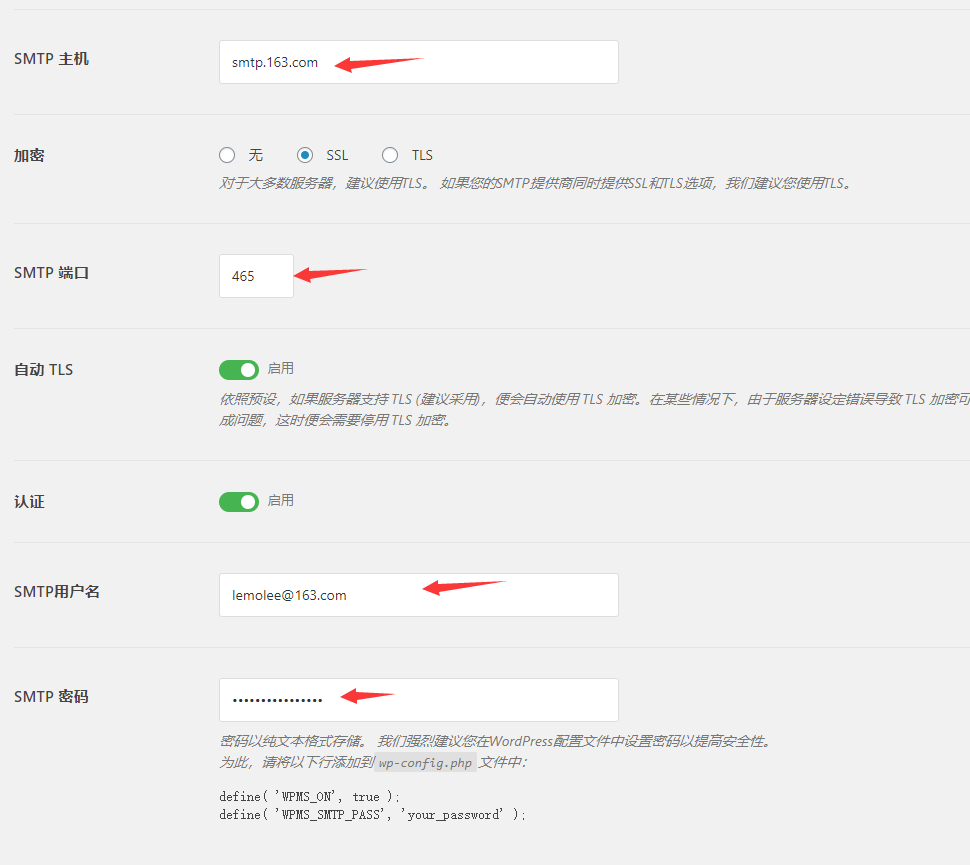 SMTP 主机
smtp.163.com
加密
无 SSL TLS
对于大多数服务器，建议使用TLS。 如果您的SMTP提供商同时提供SSL和TLS选项，我们建议您使用TLS。
SMTP 端口
465
自动 TLS
启用
依照预设，如果服务器支持 TLS (建议采用)，便会自动使用 TLS 加密。在某些情况下，由于服务器设定错误导致 TLS 加密可
成问题，这时便会需要停用 TLS 加密。
认证
启用
SMTP用户名
lemolee@163.com
SMTP 密码
••••••••••••••••
密码以纯文本格式存储。 我们强烈建议您在WordPress配置文件中设置密码以提高安全性。
为此，请将以下行添加到 wp-config.php 文件中：
define( 'WPMS_ON', true );
define( 'WPMS_SMTP_PASS', 'your_password' );